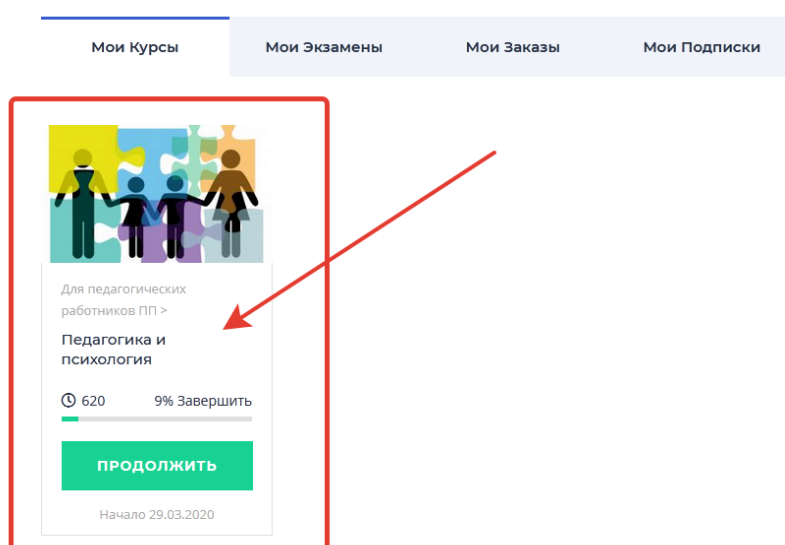 Мои Курсы Мои Экзамены Мои Заказы Мои Подписки
Для педагогических
работников ПП >
Педагогика и
психология
620 9% Завершить
ПРОДОЛЖИТЬ
Начало 29.03.2020